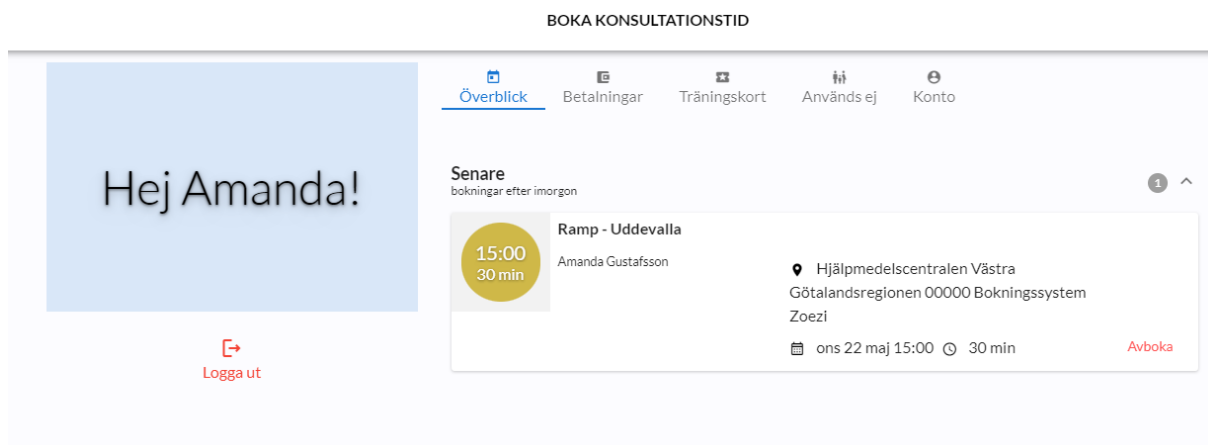 BOKA KONSULTATIONSTID
Hej Amanda!
Logga ut
Överblick
Betalningar
Träningskort
Används ej
Konto
Senare
bokningar efter imorgon
1
15:00
30 min
Ramp - Uddevalla
Amanda Gustafsson
Hjälpmedelscentralen Västra
Götalandsregionen 00000 Bokningssystem
Zoezi
ons 22 maj 15:00 30 min
Avboka